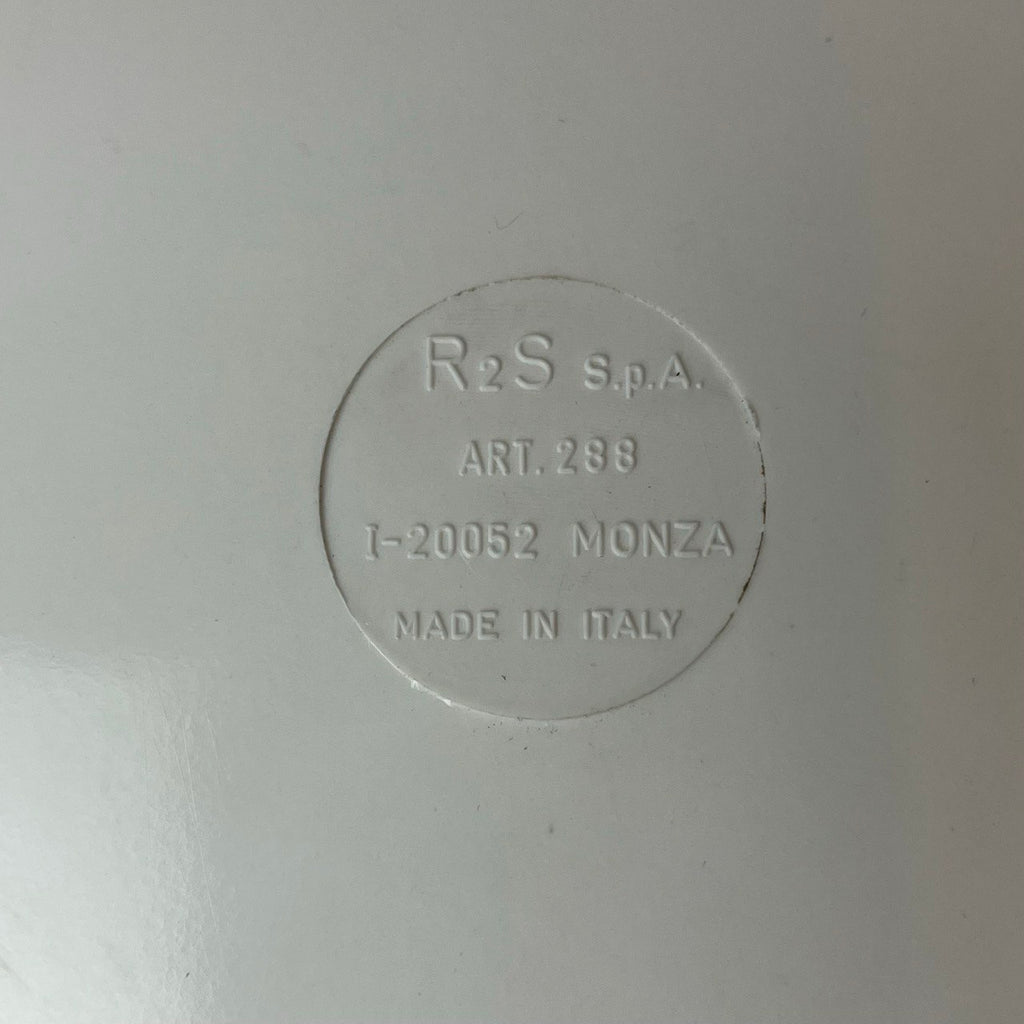 R2S S.p.A.
ART. 288
I-20052 MONZA
MADE IN ITALY